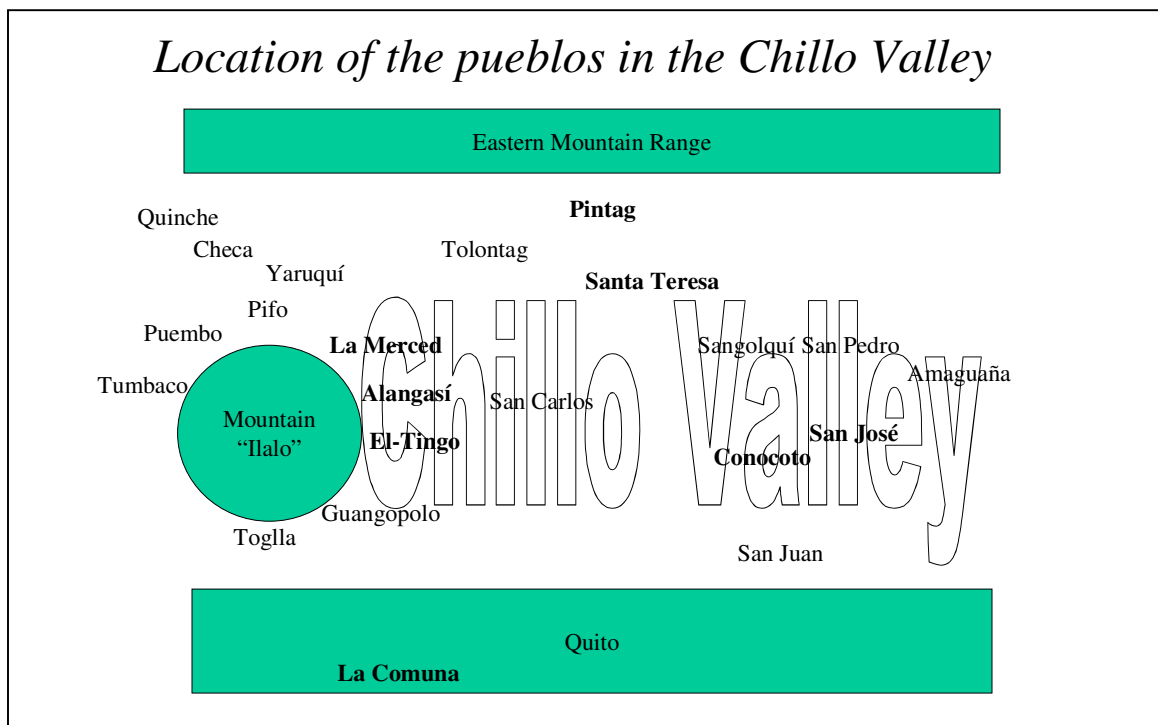 Location of the pueblos in the Chillo Valley
Eastern Mountain Range
Pintag
Quinche
Checa
Tolontag
Yaruquí
Santa Teresa
Pifo
Puembo
La Merced
Sangolquí San Pedro
Amaguaña
Tumbaco
Alangasí
San Carlos
Mountain
“Ilalo”
El-Tingo
San José
Conocoto
Chillo Valley
Guangopolo
Toglla
San Juan
Quito
La Comuna